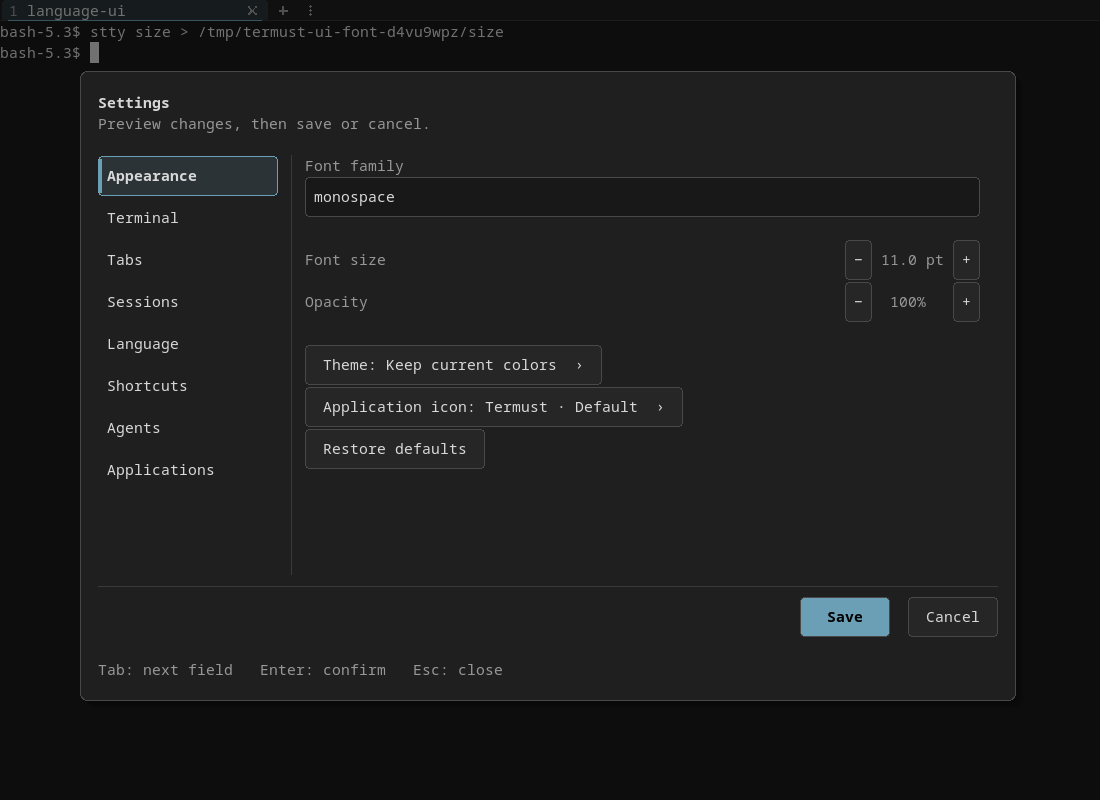 1 language-ui × + ⋮
bash-5.3$ stty size > /tmp/termust-ui-font-d4vu9wpz/size
bash-5.3$
Settings
Preview changes, then save or cancel.
Appearance
Terminal
Tabs
Sessions
Language
Shortcuts
Agents
Applications
Font family
monospace
Font size − 11.0 pt +
Opacity − 100% +
Theme: Keep current colors ›
Application icon: Termust · Default ›
Restore defaults
Save Cancel
Tab: next field Enter: confirm Esc: close